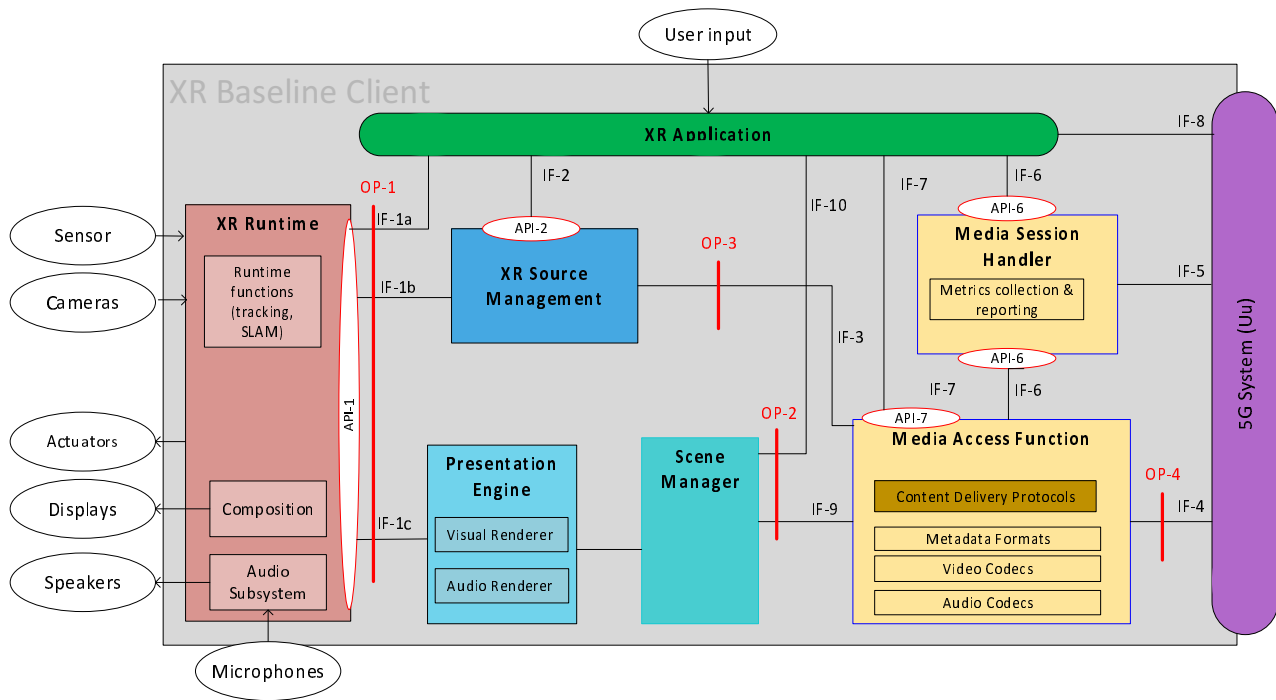 User input
XR Baseline Client
XR Application
IF-8
OP-1
IF-2
IF-7
IF-6
IF-1a
IF-10
API-6
Sensor
XR Runtime
API-2
OP-3
Media Session
Handler
Runtime
functions
(tracking,
SLAM)
XR Source
Management
IF-5
Cameras
IF-1b
Metrics collection &
reporting
IF-3
API-6
5G System (Uu)
API-1
IF-7
IF-6
OP-2
API-7
Actuators
Media Access Function
Presentation
Engine
Scene
Manager
OP-4
Displays
Composition
Content Delivery Protocols
IF-1c
IF-9
IF-4
Visual Renderer
Metadata Formats
Speakers
Audio
Subsystem
Audio Renderer
Video Codecs
Audio Codecs
Microphones